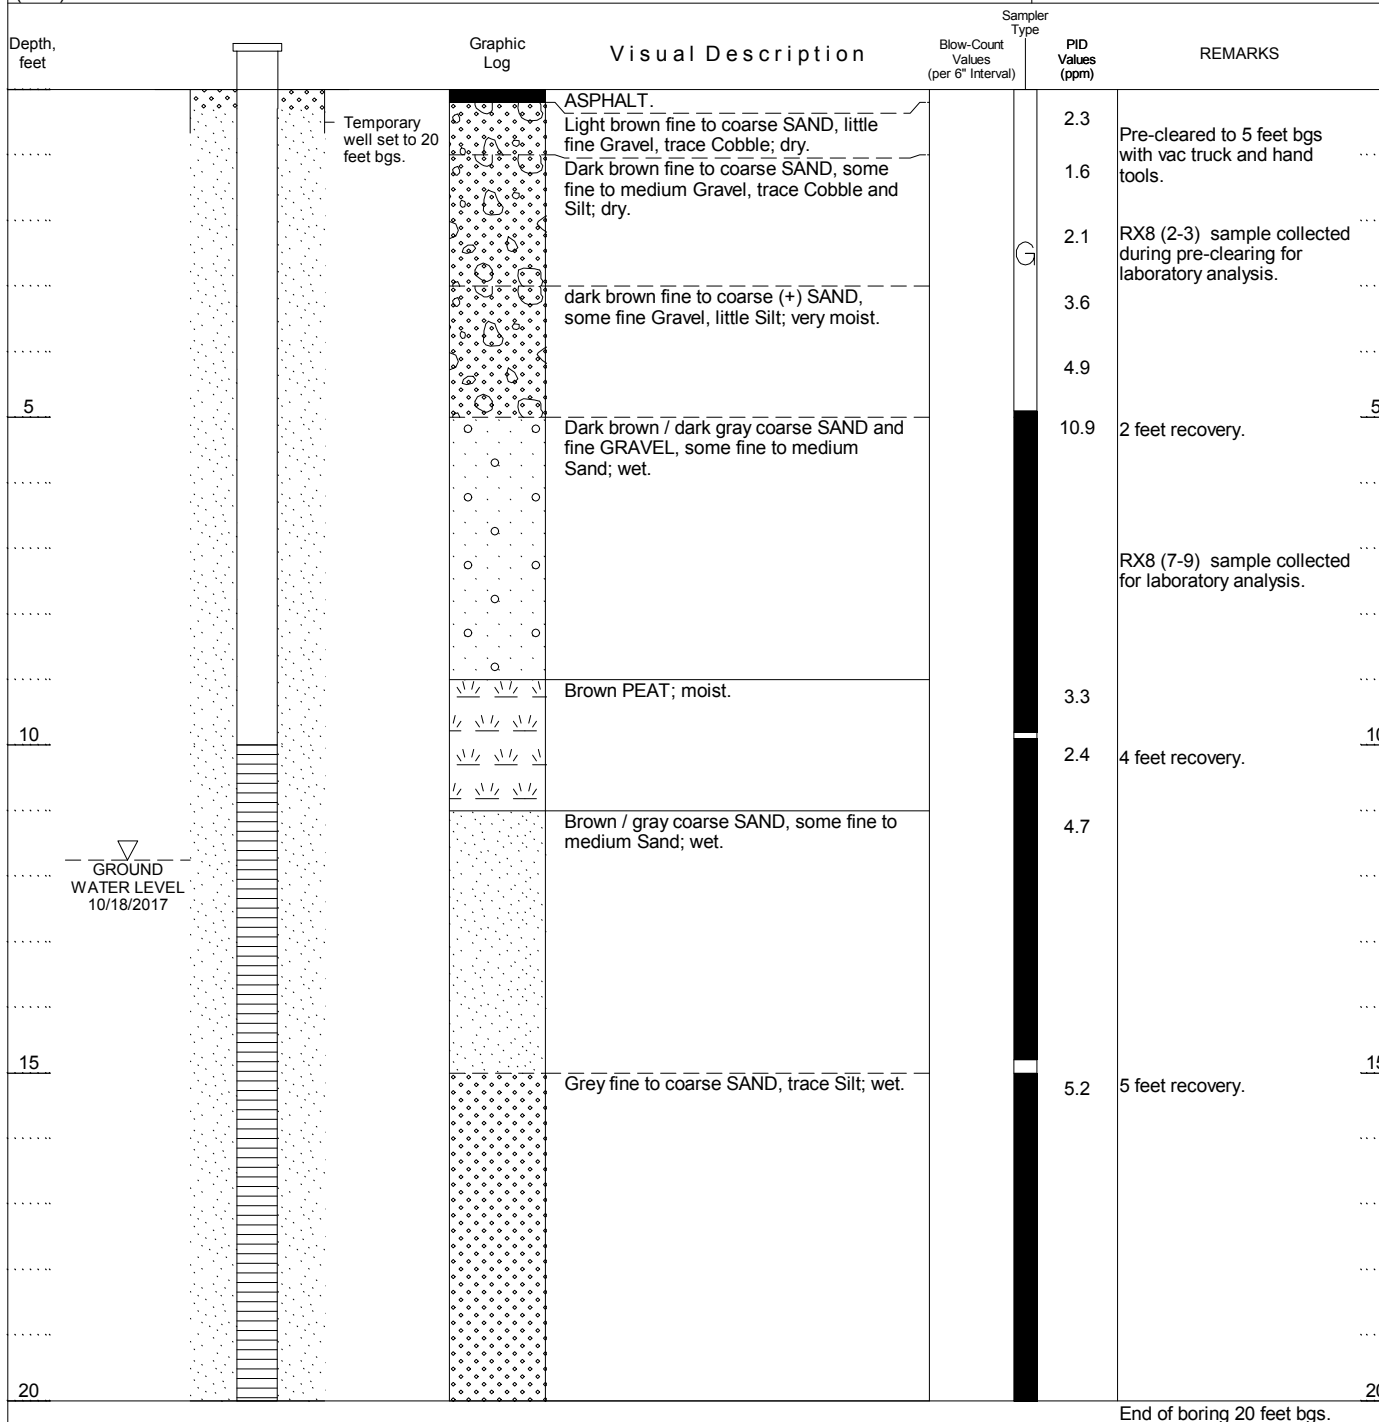 Sampler
Type
Depth,
feet
Graphic
Log
Visual Description
Blow-Count
Values
(per 6" Interval)
PID
Values
(ppm)
REMARKS
ASPHALT.
Temporary
well set to 20
feet bgs.
Light brown fine to coarse SAND, little
fine Gravel, trace Cobble; dry.
Dark brown fine to coarse SAND, some
fine to medium Gravel, trace Cobble and
Silt; dry.
2.3
Pre-cleared to 5 feet bgs
with vac truck and hand
tools.
1.6
2.1
G
RX8 (2-3) sample collected
during pre-clearing for
laboratory analysis.
dark brown fine to coarse (+) SAND,
some fine Gravel, little Silt; very moist.
3.6
4.9
5
5
Dark brown / dark gray coarse SAND and
fine GRAVEL, some fine to medium
Sand; wet.
10.9
2 feet recovery.
RX8 (7-9) sample collected
for laboratory analysis.
Brown PEAT; moist.
3.3
10
10
2.4
4 feet recovery.
Brown / gray coarse SAND, some fine to
medium Sand; wet.
4.7
GROUND
WATER LEVEL
10/18/2017
15
15
Grey fine to coarse SAND, trace Silt; wet.
5.2
5 feet recovery.
20
20
End of boring 20 feet bgs.